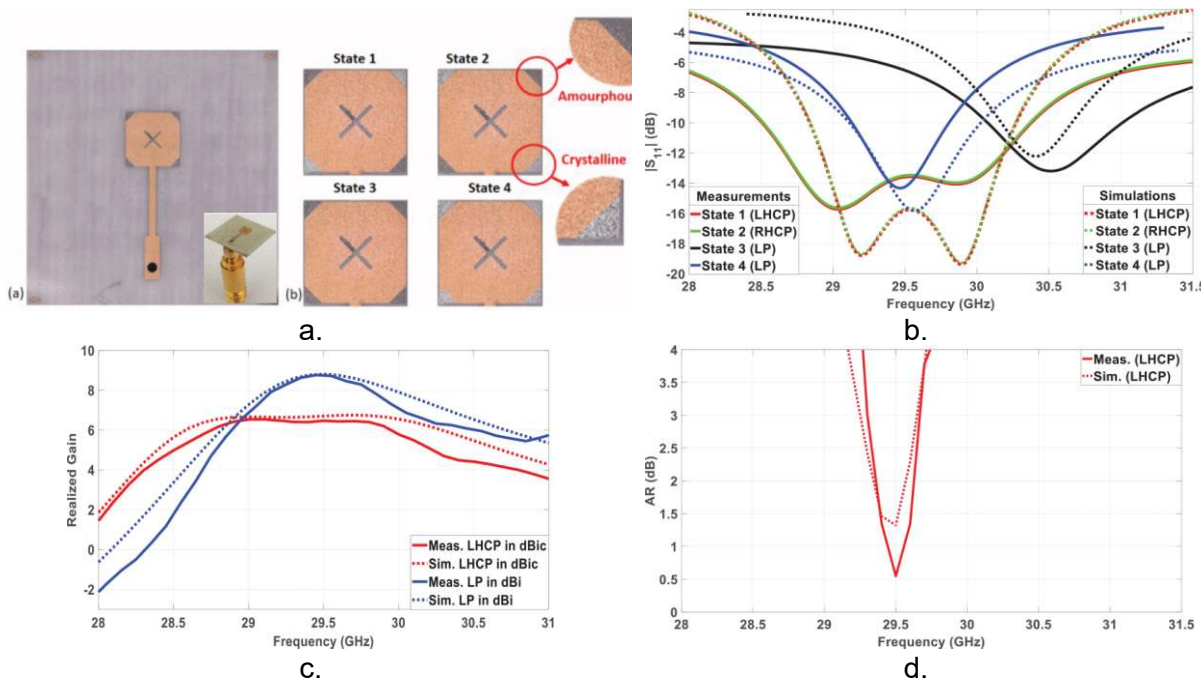 State 1
State 2
Amourphou
Crystalline
State 3
State 4
(a)
(b)
a.
|S11| (dB)
-4
-6
-8
-10
-12
-14
-16
-18
-20
Measurements
State 1 (LHCP)
State 2 (RHCP)
State 3 (LP)
State 4 (LP)
Simulations
State 1 (LHCP)
State 2 (RHCP)
State 3 (LP)
State 4 (LP)
28 28.5 29 29.5 30 30.5 31 31.5
Frequency (GHz)
b.
Realized Gain
10
8
6
4
2
0
-2
Meas. LHCP in dBic
Sim. LHCP in dBic
Meas. LP in dBi
Sim. LP in dBi
28 28.5 29 29.5 30 30.5 31
Frequency (GHz)
c.
AR (dB)
4
3.5
3
2.5
2
1.5
1
0.5
0
Meas. (LHCP)
Sim. (LHCP)
28 28.5 29 29.5 30 30.5 31
Frequency (GHz)
d.